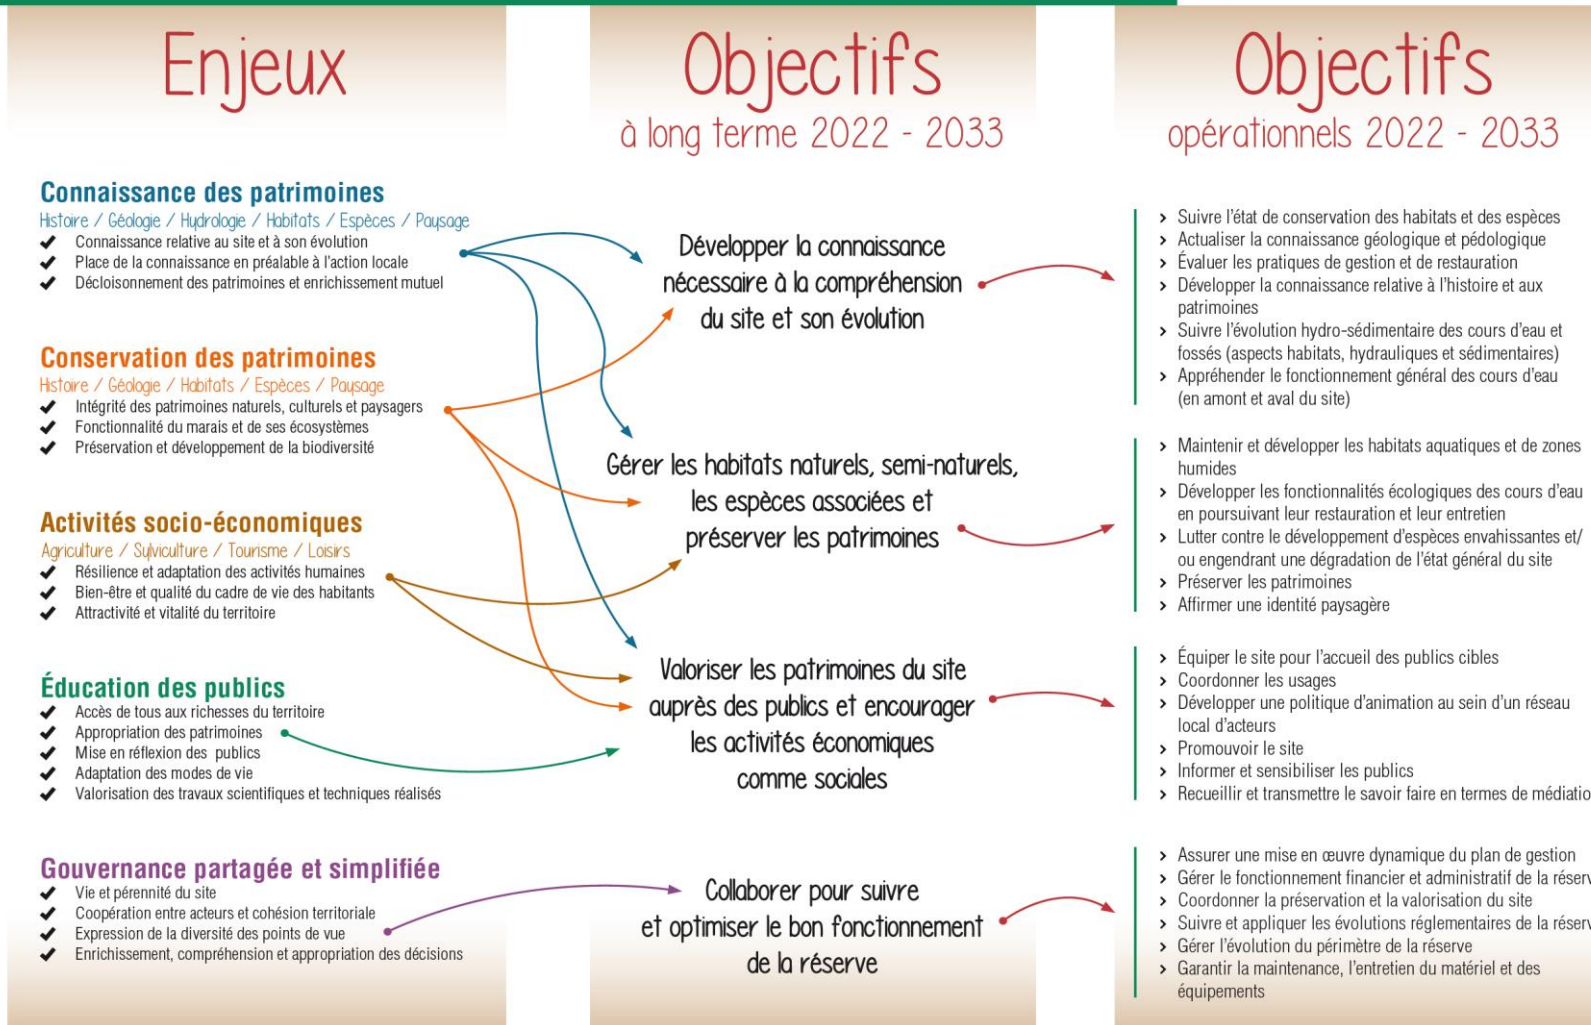 Enjeux
Connaissance des patrimoines
Histoire / Géologie / Hydrologie / Habitats / Espèces / Paysage
Connaissance relative au site et à son évolution
Place de la connaissance en préalable à l'action locale
Décloisonnement des patrimoines et enrichissement mutuel
Conservation des patrimoines
Histoire / Géologie / Habitats / Espèces / Paysage
Intégrité des patrimoines naturels, culturels et paysagers
Fonctionnalité du marais et de ses écosystèmes
Préservation et développement de la biodiversité
Activités socio-économiques
Agriculture / Sylviculture / Tourisme / Loisirs
Résilience et adaptation des activités humaines
Bien-être et qualité du cadre de vie des habitants
Attractivité et vitalité du territoire
Éducation des publics
Accès de tous aux richesses du territoire
Appropriation des patrimoines
Mise en réflexion des publics
Adaptation des modes de vie
Valorisation des travaux scientifiques et techniques réalisés
Gouvernance partagée et simplifiée
Vie et pérennité du site
Coopération entre acteurs et cohésion territoriale
Expression de la diversité des points de vue
Enrichissement, compréhension et appropriation des décisions
Objectifs
à long terme 2022 - 2033
Développer la connaissance
nécessaire à la compréhension
du site et son évolution
Gérer les habitats naturels, semi-naturels,
les espèces associées et
préserver les patrimoines
Valoriser les patrimoines du site
auprès des publics et encourager
les activités économiques
comme sociales
Collaborer pour suivre
et optimiser le bon fonctionnement
de la réserve
Objectifs
opérationnels 2022 - 2033
> Suivre l'état de conservation des habitats et des espèces
> Actualiser la connaissance géologique et pédologique
> Évaluer les pratiques de gestion et de restauration
> Développer la connaissance relative à l'histoire et aux
patrimoines
> Suivre l'évolution hydro-sédimentaire des cours d'eau et
fossés (aspects habitats, hydrauliques et sédimentaires)
> Appréhender le fonctionnement général des cours d'eau
(en amont et aval du site)
> Maintenir et développer les habitats aquatiques et de zones
humides
> Développer les fonctionnalités écologiques des cours d'eau
en poursuivant leur restauration et leur entretien
> Lutter contre le développement d'espèces envahissantes et/
ou engendrant une dégradation de l'état général du site
> Préserver les patrimoines
> Affirmer une identité paysagère
> Équiper le site pour l'accueil des publics cibles
> Coordonner les usages
> Développer une politique d'animation au sein d'un réseau
local d'acteurs
> Promouvoir le site
> Informer et sensibiliser les publics
> Recueillir et transmettre le savoir faire en termes de médiatio
> Assurer une mise en œuvre dynamique du plan de gestion
> Gérer le fonctionnement financier et administratif de la réserv
> Coordonner la préservation et la valorisation du site
> Suivre et appliquer les évolutions réglementaires de la réserv
> Gérer l'évolution du périmètre de la réserve
> Garantir la maintenance, l'entretien du matériel et des
équipements